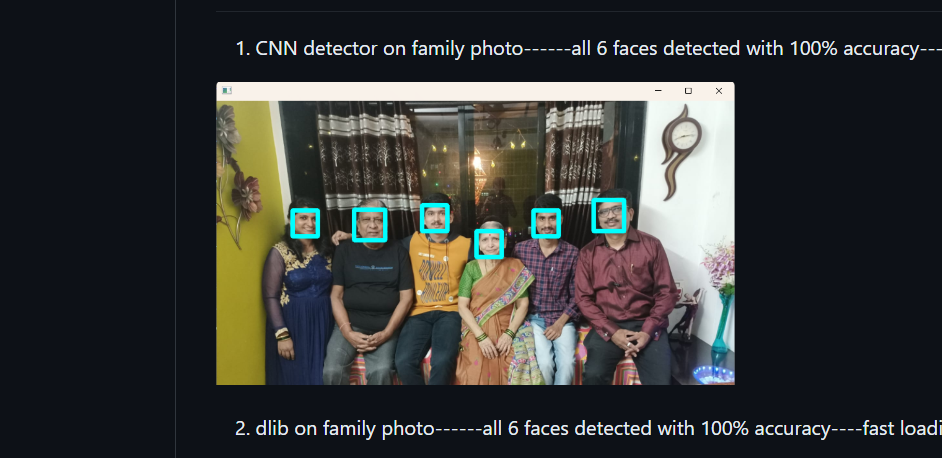 1. CNN detector on family photo------all 6 faces detected with 100% accuracy----
2. dlib on family photo------all 6 faces detected with 100% accuracy----fast loadi